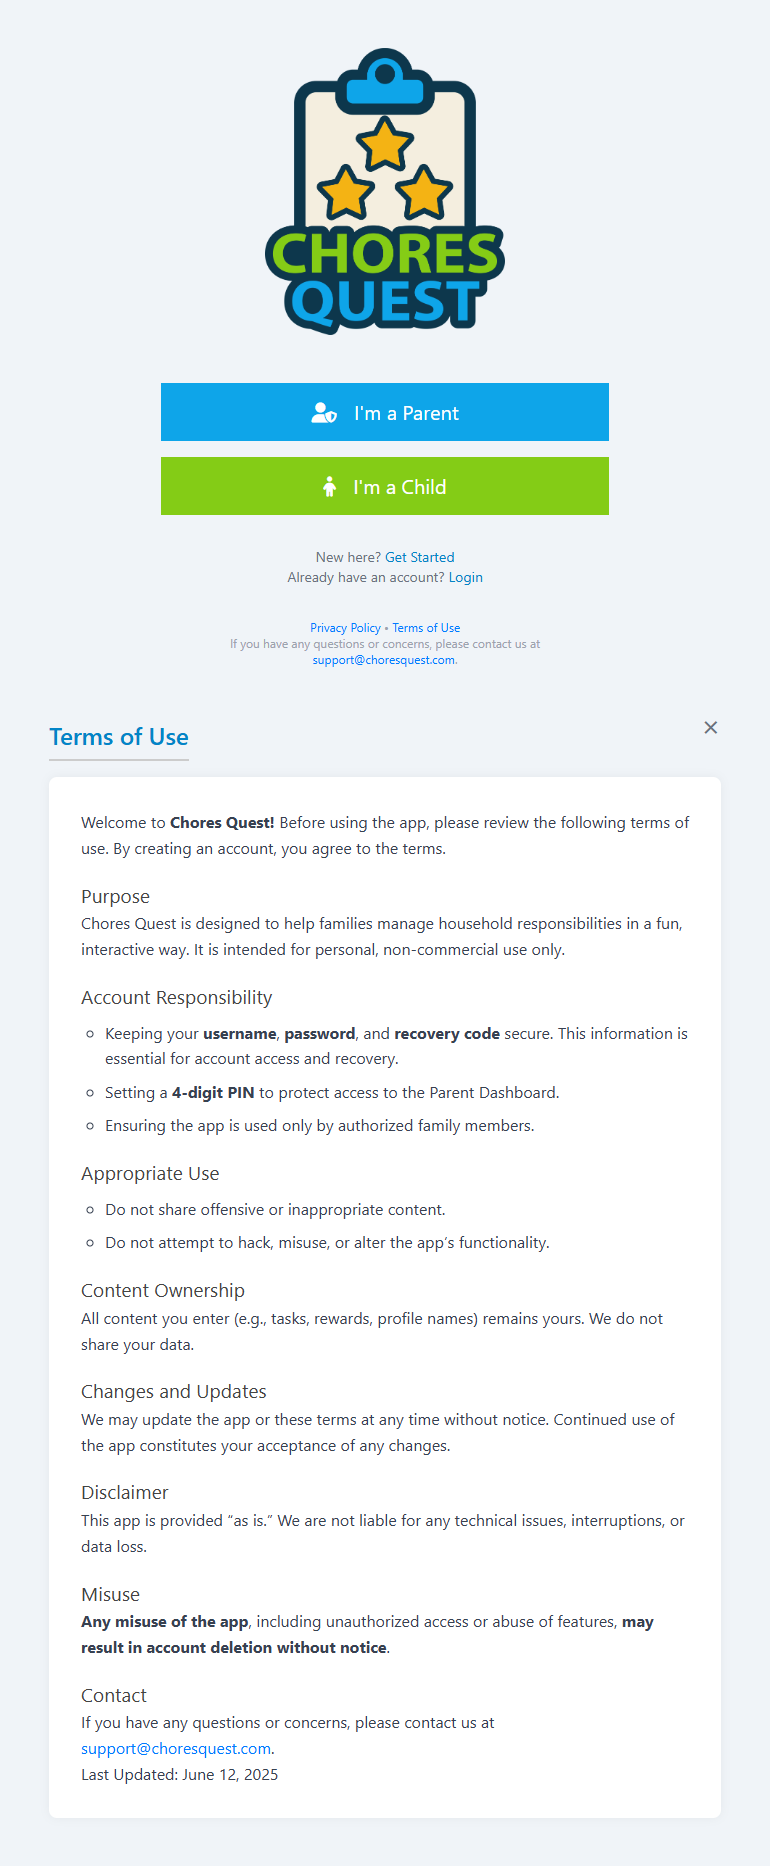 CHORES
QUEST
I'm a Parent
I'm a Child
New here? Get Started
Already have an account? Login
Privacy Policy • Terms of Use
If you have any questions or concerns, please contact us at
support@choresquest.com.
Terms of Use
×
Welcome to Chores Quest! Before using the app, please review the following terms of
use. By creating an account, you agree to the terms.
Purpose
Chores Quest is designed to help families manage household responsibilities in a fun,
interactive way. It is intended for personal, non-commercial use only.
Account Responsibility
◦ Keeping your username, password, and recovery code secure. This information is
essential for account access and recovery.
◦ Setting a 4-digit PIN to protect access to the Parent Dashboard.
◦ Ensuring the app is used only by authorized family members.
Appropriate Use
◦ Do not share offensive or inappropriate content.
◦ Do not attempt to hack, misuse, or alter the app’s functionality.
Content Ownership
All content you enter (e.g., tasks, rewards, profile names) remains yours. We do not
share your data.
Changes and Updates
We may update the app or these terms at any time without notice. Continued use of
the app constitutes your acceptance of any changes.
Disclaimer
This app is provided “as is.” We are not liable for any technical issues, interruptions, or
data loss.
Misuse
Any misuse of the app, including unauthorized access or abuse of features, may
result in account deletion without notice.
Contact
If you have any questions or concerns, please contact us at
support@choresquest.com.
Last Updated: June 12, 2025